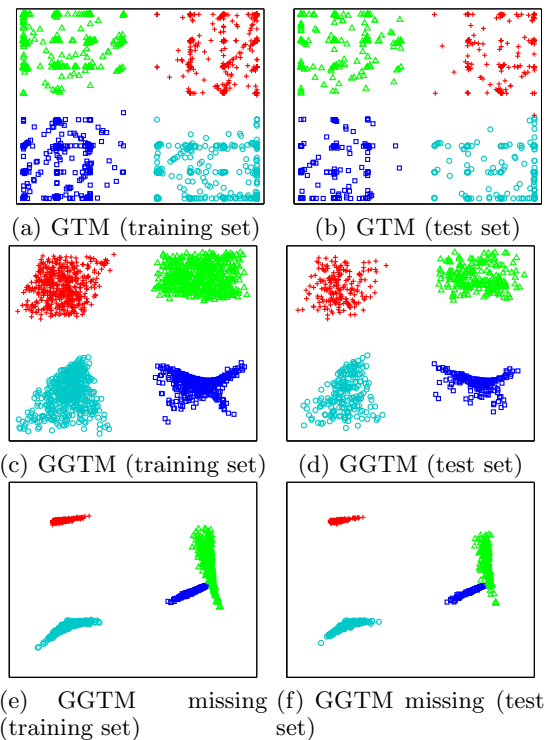 (a) GTM (training set)
(b) GTM (test set)
(c) GGTM (training set)
(d) GGTM (test set)
(e) GGTM missing
(training set)
(f) GGTM missing (test
set)